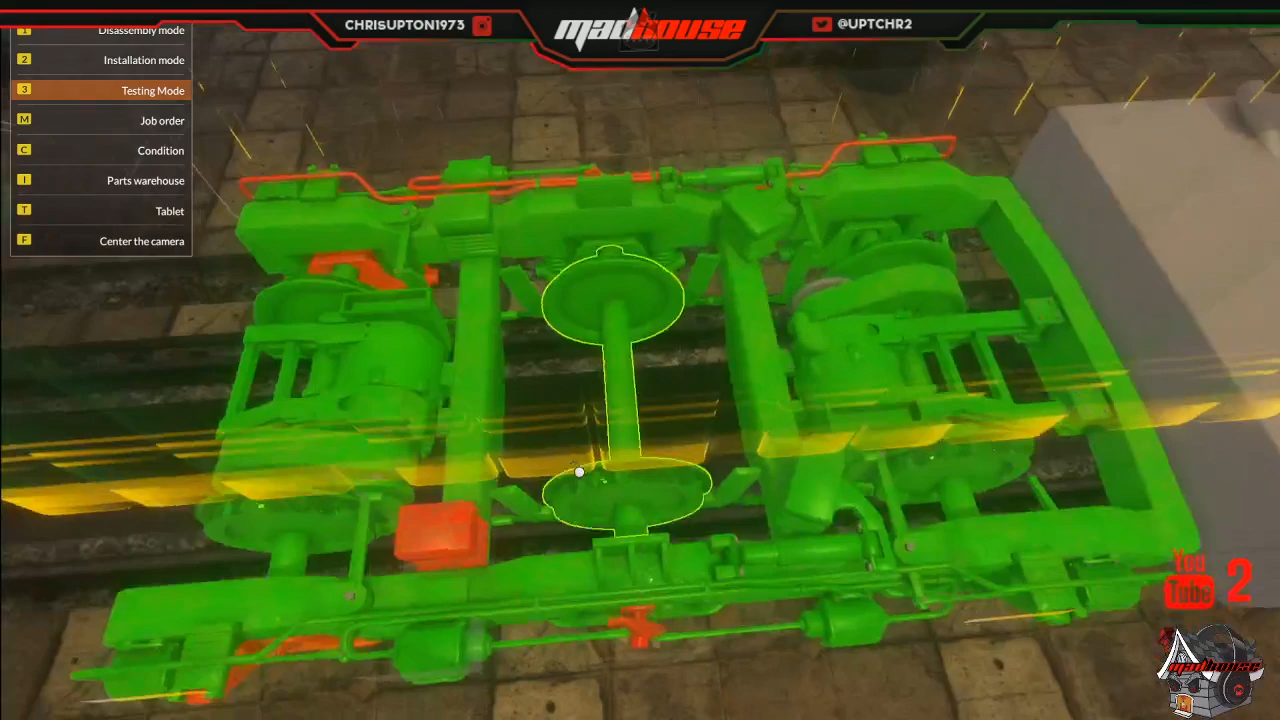 CHRISUPTON1973
madhouse
@UPTCHR2
1 Disassembly mode
2 Installation mode
3 Testing Mode
M Job order
C Condition
I Parts warehouse
T Tablet
F Center the camera
You
Tube 2
madhouse